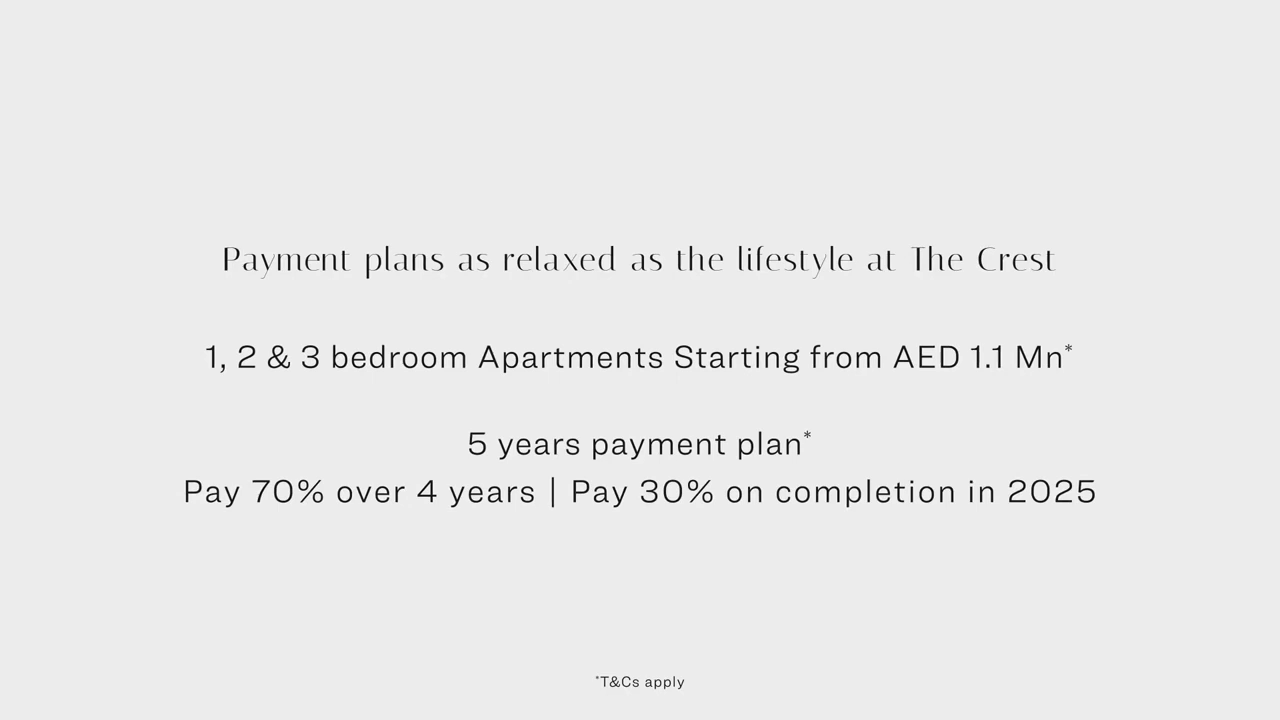 Payment plans as relaxed as the lifestyle at The Crest
1, 2 & 3 bedroom Apartments Starting from AED 1.1 Mn*
5 years payment plan*
Pay 70% over 4 years | Pay 30% on completion in 2025
*T&Cs apply